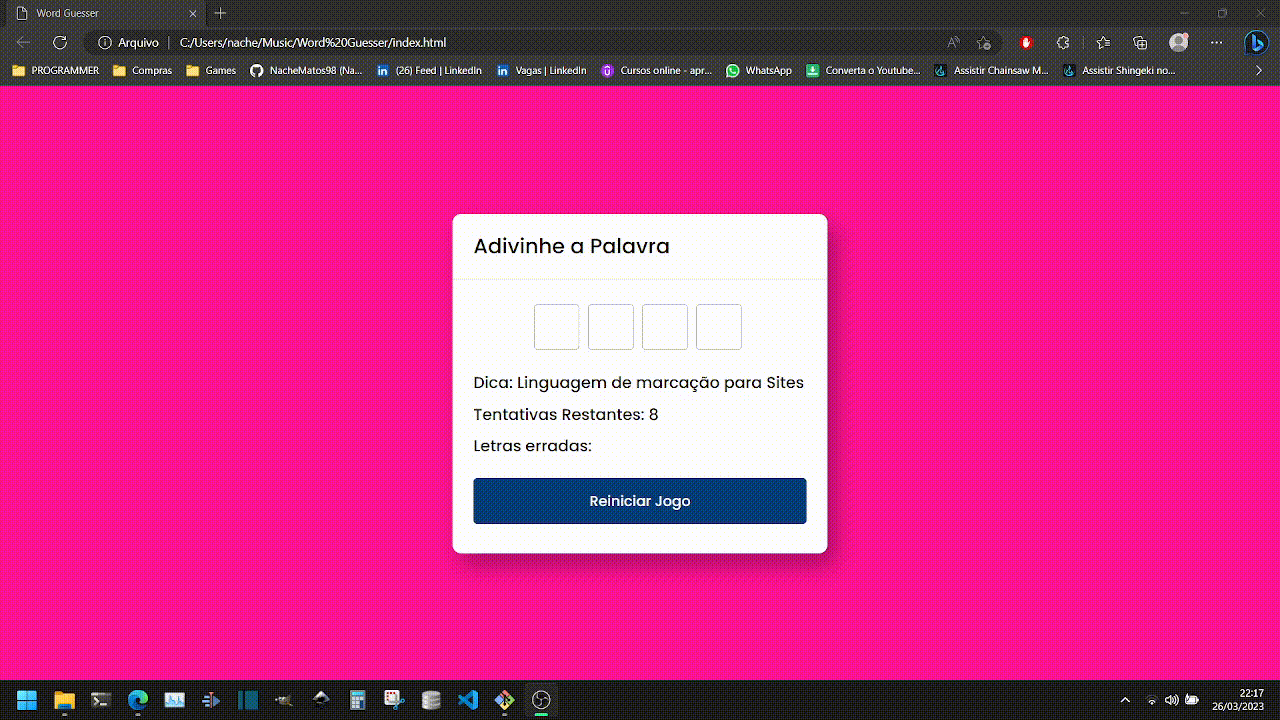 Word Guesser
Arquivo
C:/Users/nache/Music/Word%20Guesser/index.html
PROGRAMMER
Compras
Games
NacheMatos98 (Na...
(26) Feed | LinkedIn
Vagas | LinkedIn
Cursos online - apr...
WhatsApp
Converta o Youtube...
Assistir Chainsaw M...
Assistir Shingeki no...
Adivinhe a Palavra
Dica: Linguagem de marcação para Sites
Tentativas Restantes: 8
Letras erradas:
Reiniciar Jogo
22:17
26/03/2023